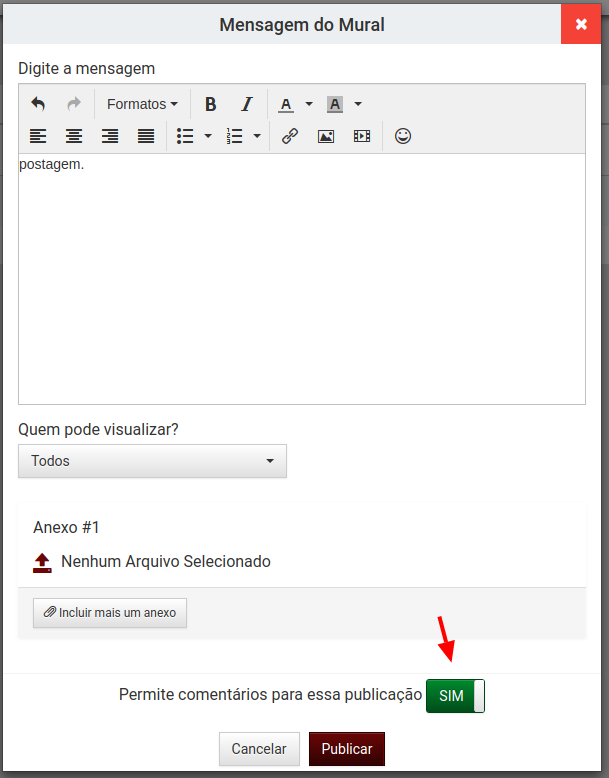 Mensagem do Mural
Digite a mensagem
Formatos B I A A
postagem.
Quem pode visualizar?
Todos
Anexo #1
Nenhum Arquivo Selecionado
Incluir mais um anexo
Permite comentários para essa publicação SIM
Cancelar Publicar